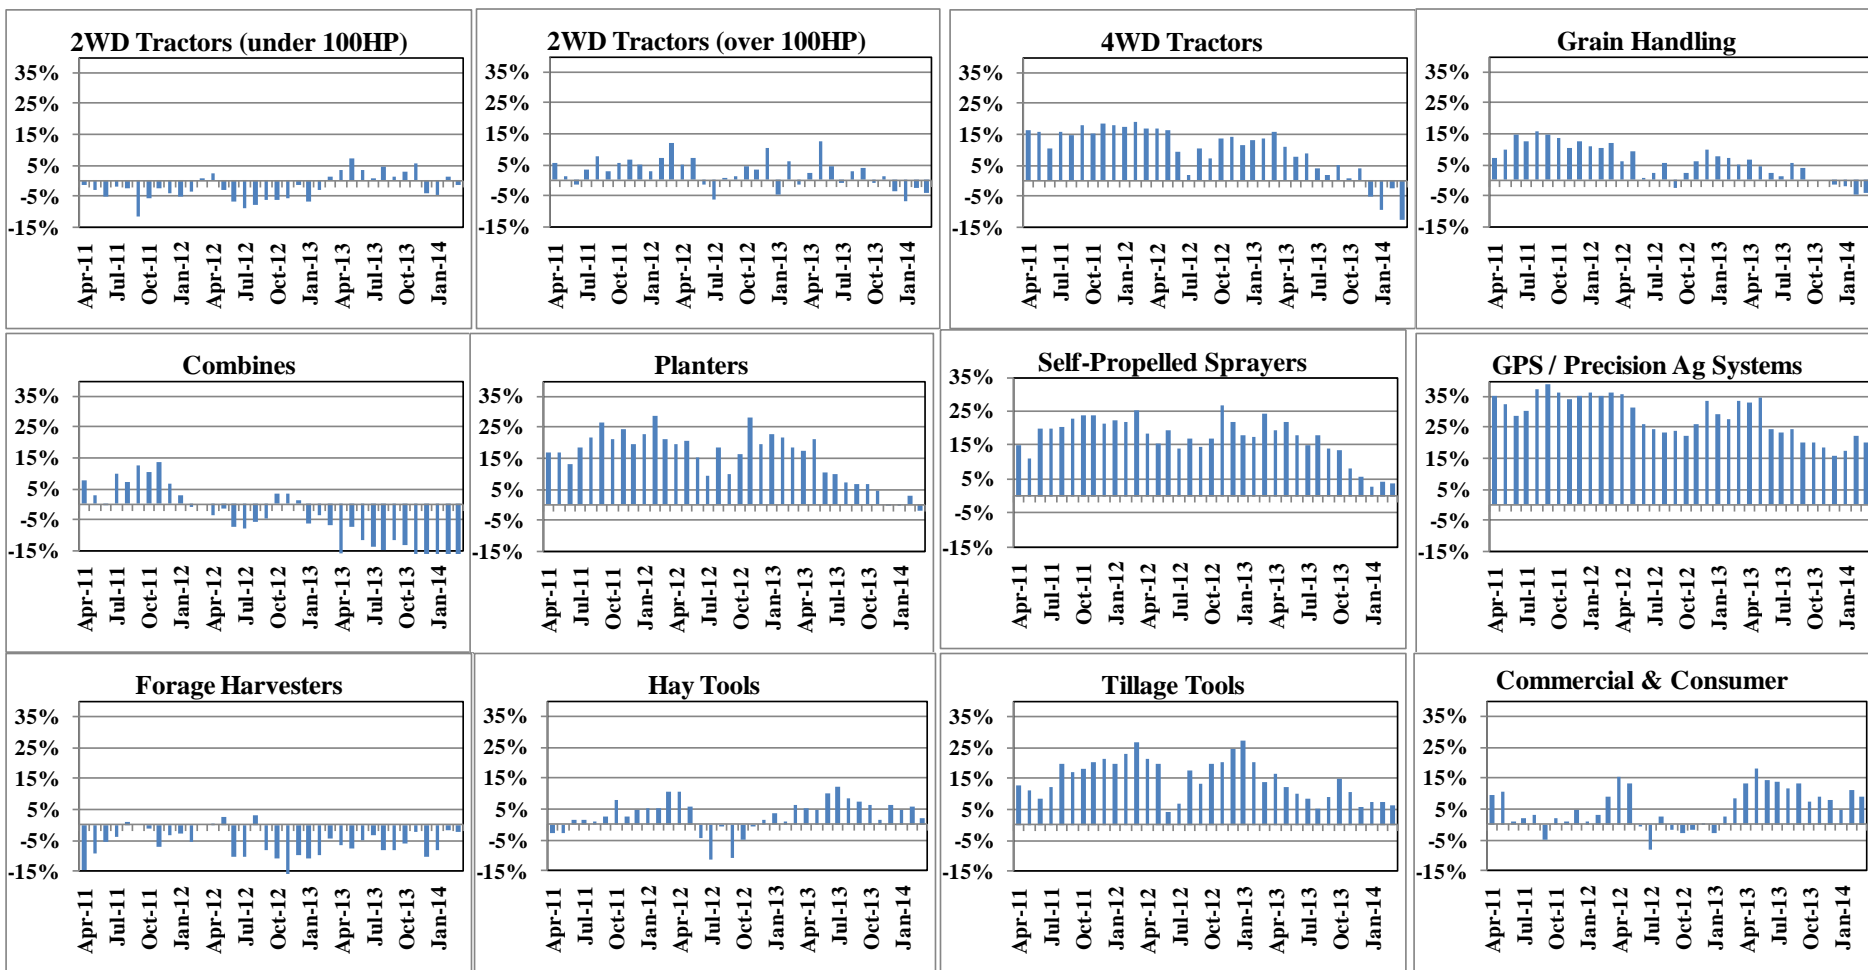 2WD Tractors (under 100HP)
35%
25%
15%
5%
-5%
-15%
Apr-11
Jul-11
Oct-11
Jan-12
Apr-12
Jul-12
Oct-12
Jan-13
Apr-13
Jul-13
Oct-13
Jan-14
2WD Tractors (over 100HP)
35%
25%
15%
5%
-5%
-15%
Apr-11
Jul-11
Oct-11
Jan-12
Apr-12
Jul-12
Oct-12
Jan-13
Apr-13
Jul-13
Oct-13
Jan-14
4WD Tractors
35%
25%
15%
5%
-5%
-15%
Apr-11
Jul-11
Oct-11
Jan-12
Apr-12
Jul-12
Oct-12
Jan-13
Apr-13
Jul-13
Oct-13
Jan-14
Grain Handling
35%
25%
15%
5%
-5%
-15%
Apr-11
Jul-11
Oct-11
Jan-12
Apr-12
Jul-12
Oct-12
Jan-13
Apr-13
Jul-13
Oct-13
Jan-14
Combines
35%
25%
15%
5%
-5%
-15%
Apr-11
Jul-11
Oct-11
Jan-12
Apr-12
Jul-12
Oct-12
Jan-13
Apr-13
Jul-13
Oct-13
Jan-14
Planters
35%
25%
15%
5%
-5%
-15%
Apr-11
Jul-11
Oct-11
Jan-12
Apr-12
Jul-12
Oct-12
Jan-13
Apr-13
Jul-13
Oct-13
Jan-14
Self-Propelled Sprayers
35%
25%
15%
5%
-5%
-15%
Apr-11
Jul-11
Oct-11
Jan-12
Apr-12
Jul-12
Oct-12
Jan-13
Apr-13
Jul-13
Oct-13
Jan-14
GPS / Precision Ag Systems
35%
25%
15%
5%
-5%
-15%
Apr-11
Jul-11
Oct-11
Jan-12
Apr-12
Jul-12
Oct-12
Jan-13
Apr-13
Jul-13
Oct-13
Jan-14
Forage Harvesters
35%
25%
15%
5%
-5%
-15%
Apr-11
Jul-11
Oct-11
Jan-12
Apr-12
Jul-12
Oct-12
Jan-13
Apr-13
Jul-13
Oct-13
Jan-14
Hay Tools
35%
25%
15%
5%
-5%
-15%
Apr-11
Jul-11
Oct-11
Jan-12
Apr-12
Jul-12
Oct-12
Jan-13
Apr-13
Jul-13
Oct-13
Jan-14
Tillage Tools
35%
25%
15%
5%
-5%
-15%
Apr-11
Jul-11
Oct-11
Jan-12
Apr-12
Jul-12
Oct-12
Jan-13
Apr-13
Jul-13
Oct-13
Jan-14
Commercial & Consumer
35%
25%
15%
5%
-5%
-15%
Apr-11
Jul-11
Oct-11
Jan-12
Apr-12
Jul-12
Oct-12
Jan-13
Apr-13
Jul-13
Oct-13
Jan-14